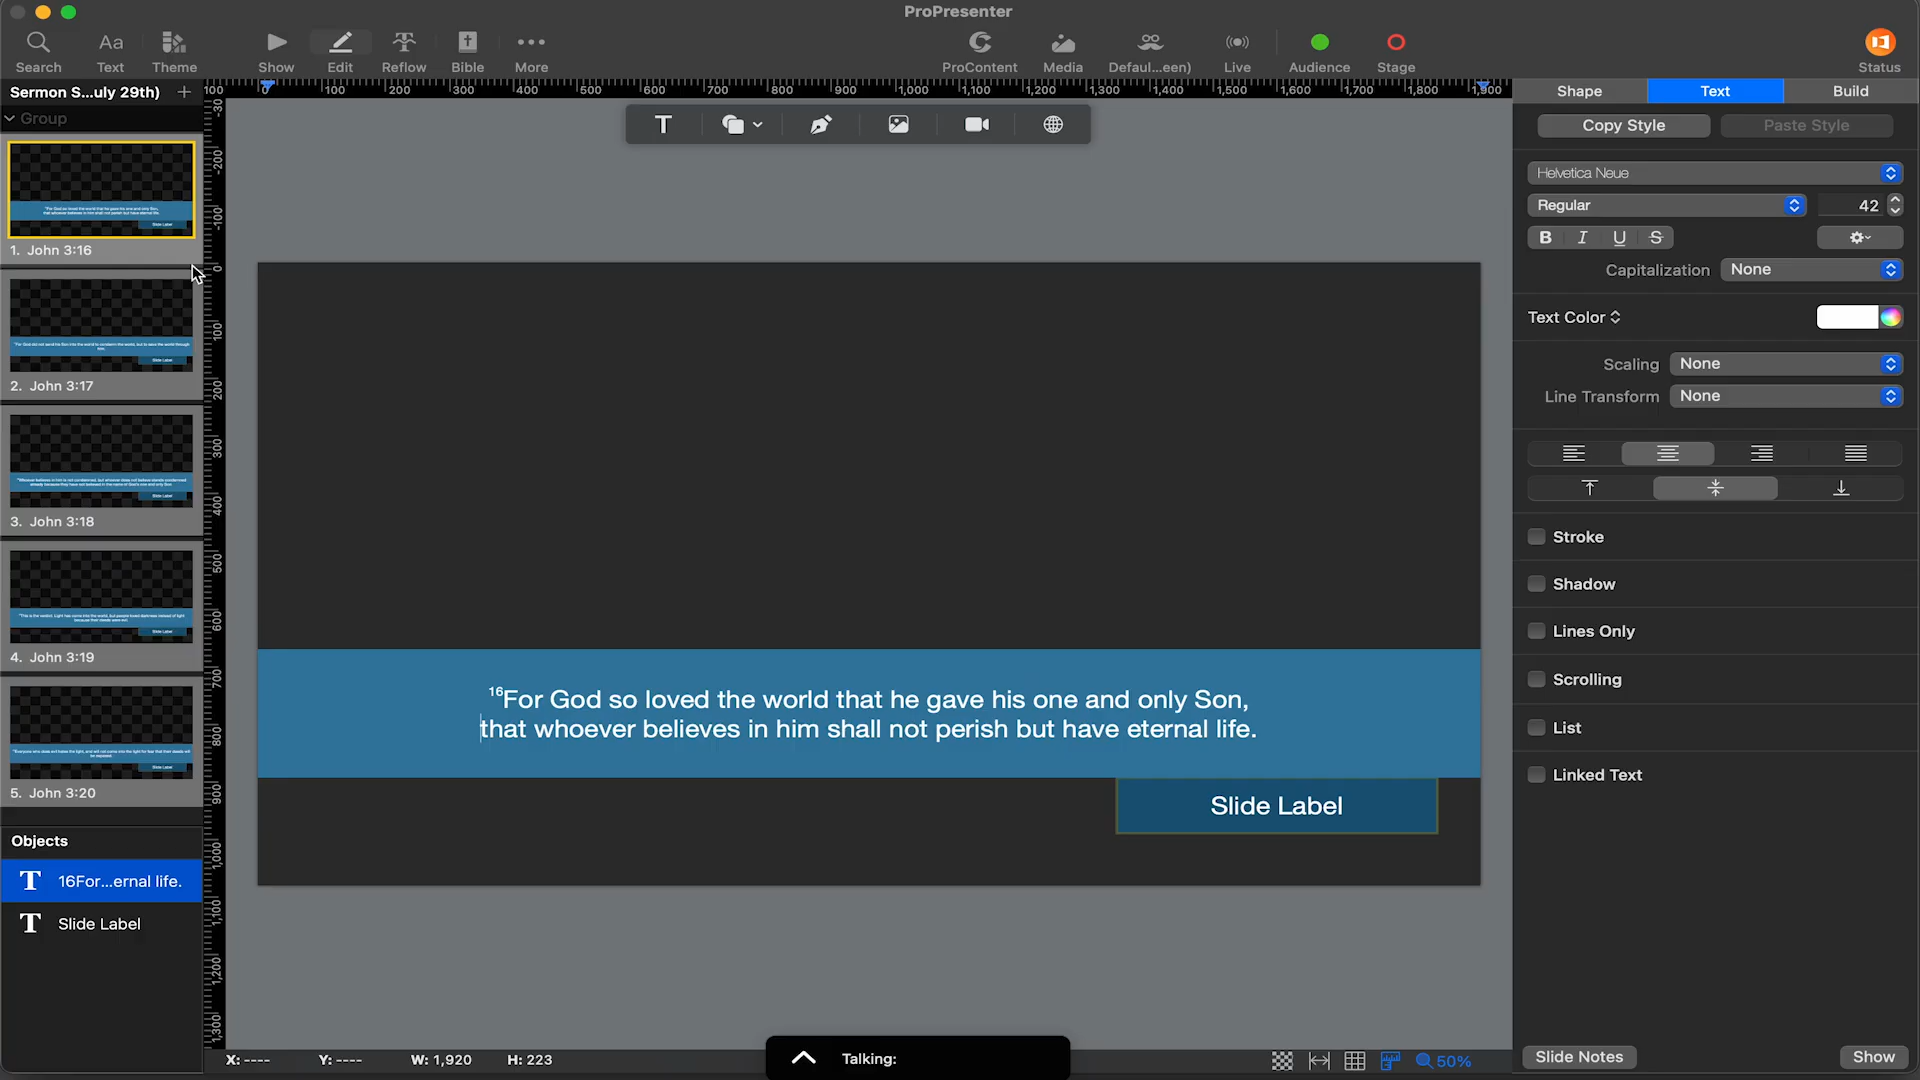 ProPresenter
Search
Text
Theme
Show
Edit
Reflow
Bible
More
ProContent
Media
Defaul...een)
Live
Audience
Stage
Status
Sermon S...uly 29th)
Group
1. John 3:16
2. John 3:17
3. John 3:18
4. John 3:19
5. John 3:20
Objects
16For...ernal life.
Slide Label
16For God so loved the world that he gave his one and only Son,
that whoever believes in him shall not perish but have eternal life.
Slide Label
X: ----
Y: ----
W: 1,920
H: 223
Talking:
50%
Shape
Text
Build
Copy Style
Paste Style
Helvetica Neue
Regular
42
B I U S
Capitalization None
Text Color
Scaling None
Line Transform None
Stroke
Shadow
Lines Only
Scrolling
List
Linked Text
Slide Notes
Show